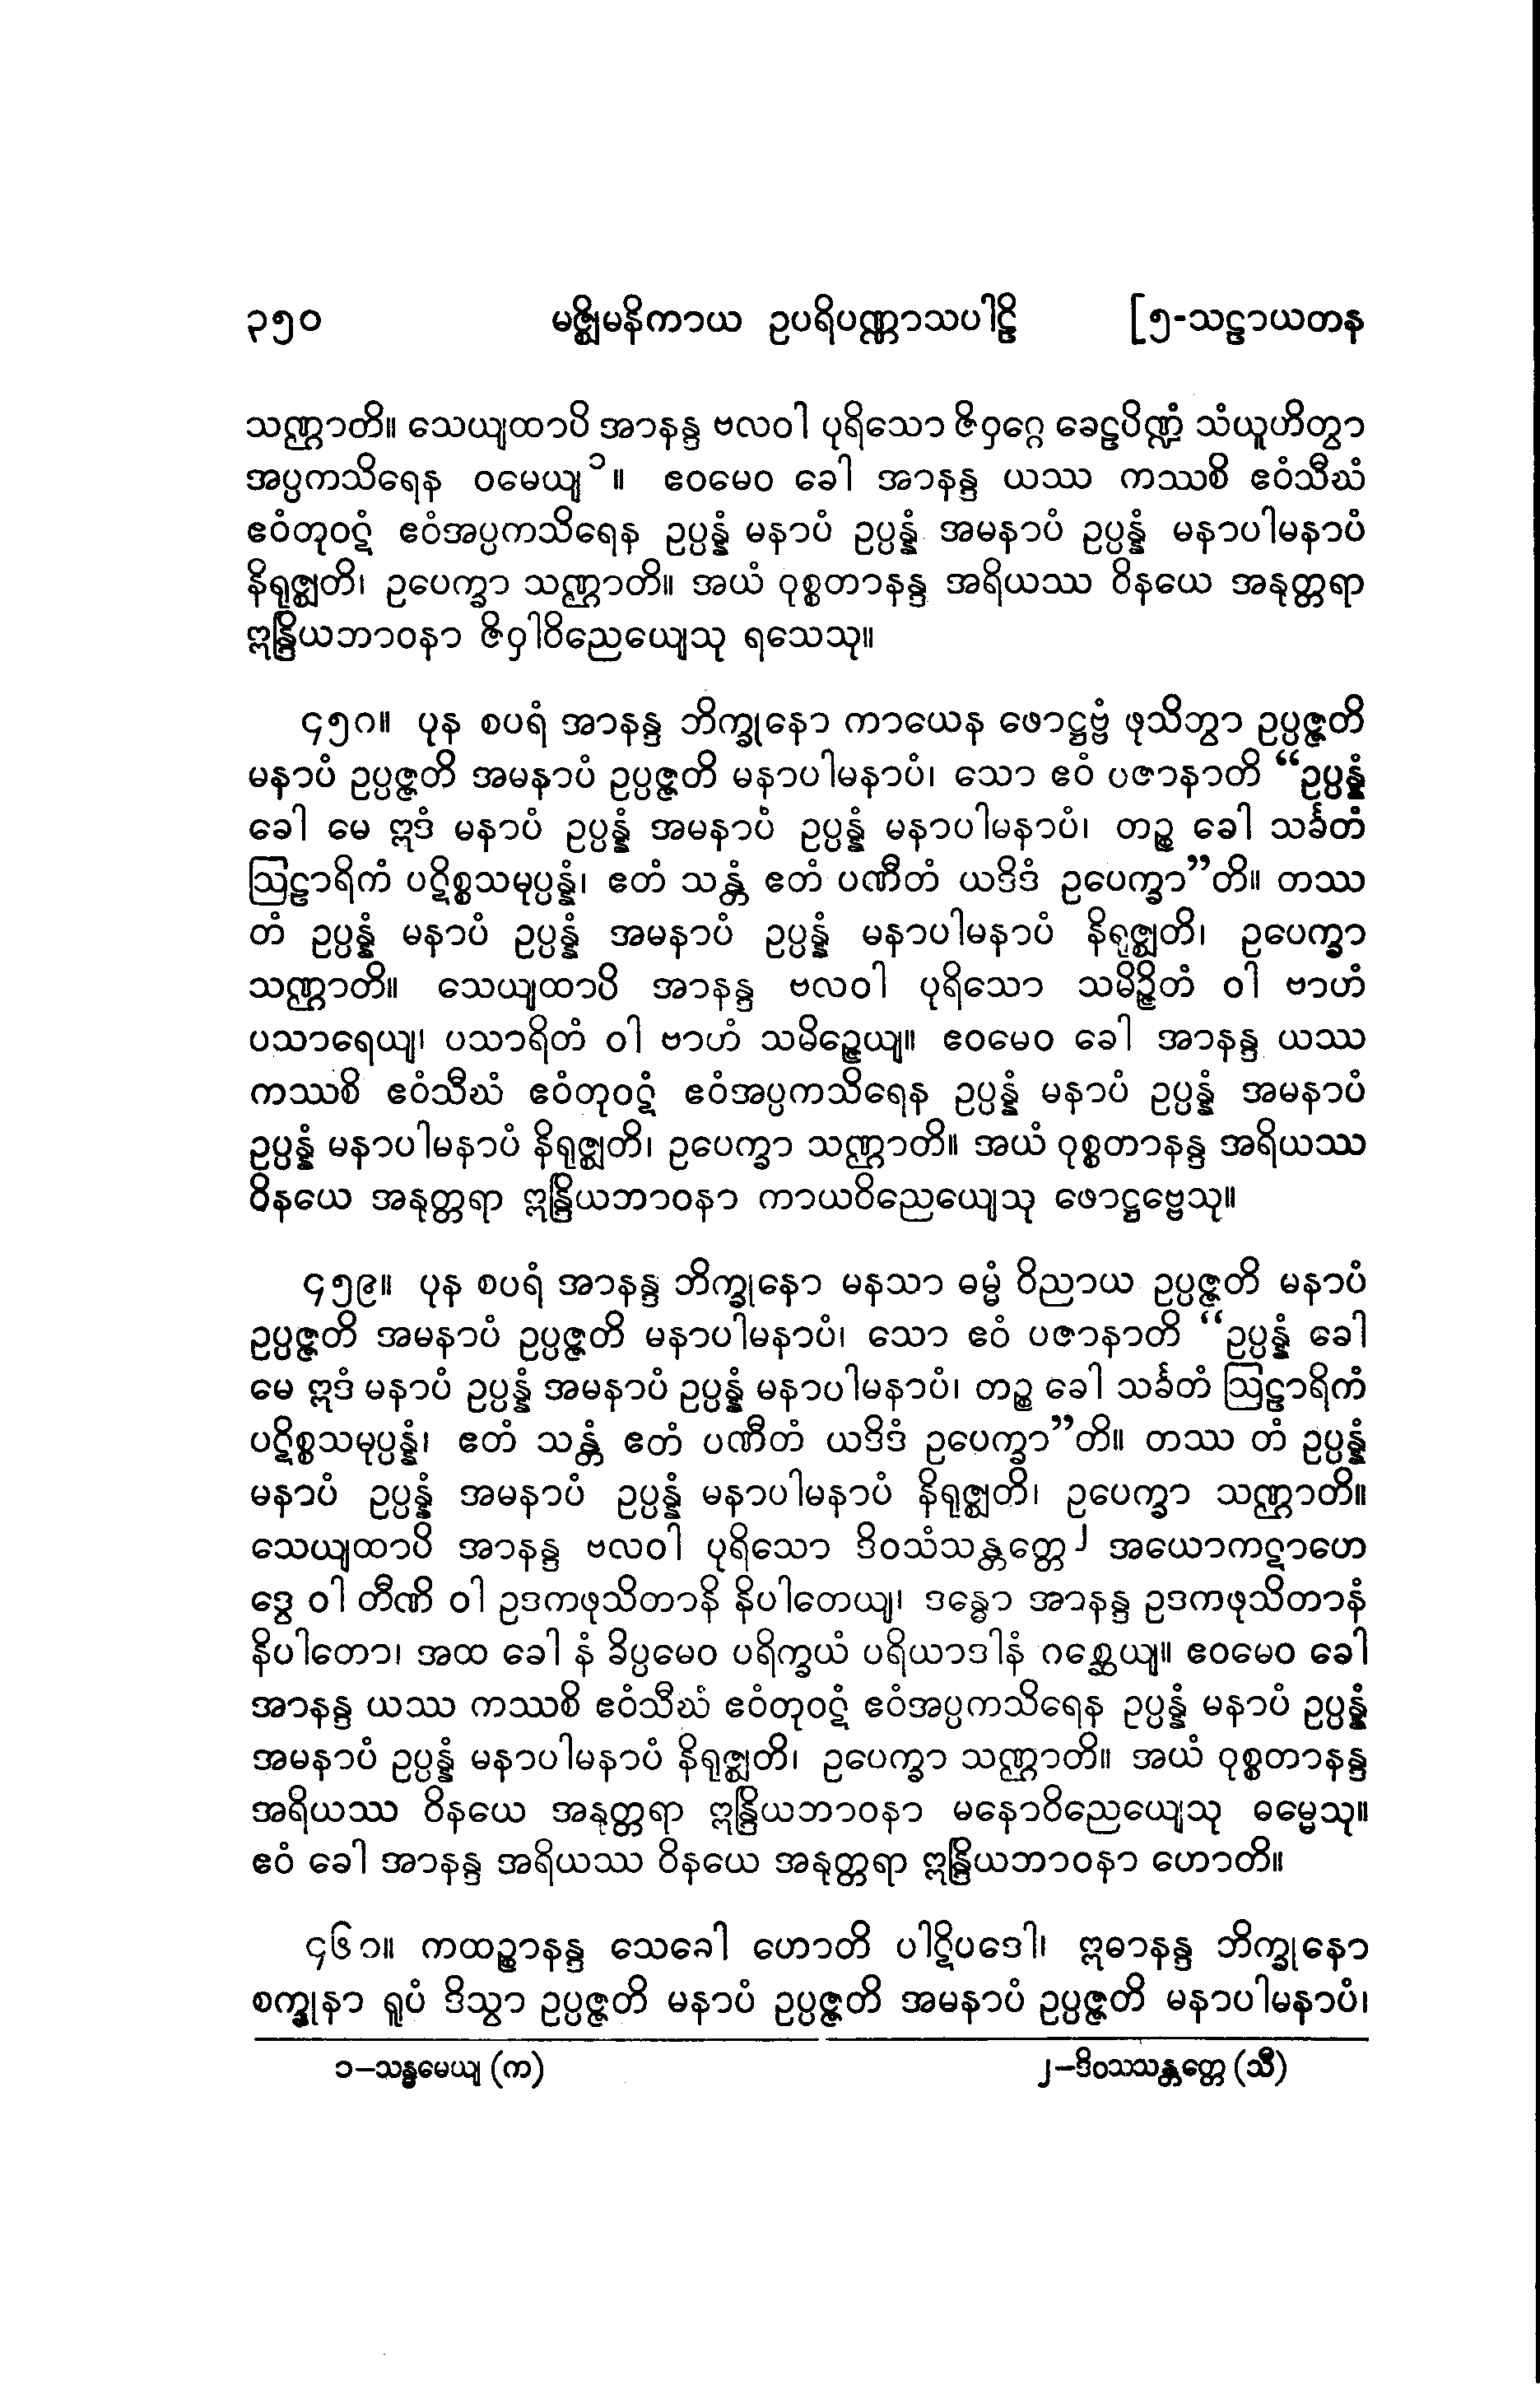 ၃၅၀ မဇ္ဈိမနိကာယ ဥပရိပဏ္ဏာသပါဠိ [၅-သဠာယတန
သဏ္ဌာတိ။ သေယျထာပိ အာနန္ဒ ဗလဝါ ပုရိသော ဇိဝှဂ္ဂေ ခေဠပိဏ္ဍံ သံယူဟိတွာ
အပ္ပကသိရေန ဝမေယျ၁။ ဧဝမေဝ ခေါ အာနန္ဒ ယဿ ကဿစိ ဧဝံသီဃံ
ဧဝံတုဝဋံ ဧဝံအပ္ပကသိရေန ဥပ္ပန္နံ မနာပံ ဥပ္ပန္နံ အမနာပံ ဥပ္ပန္နံ မနာပါမနာပံ
နိရုဇ္ဈတိ၊ ဥပေက္ခာ သဏ္ဌာတိ။ အယံ ဝုစ္စတာနန္ဒ အရိယဿ ဝိနယေ အနုတ္တရာ
ဣန္ဒြိယဘာဝနာ ဇိဝှါဝိညေယျေသု ရသေသု။
၄၅၈။ ပုန စပရံ အာနန္ဒ ဘိက္ခုနော ကာယေန ဖောဋ္ဌဗ္ဗံ ဖုသိတွာ ဥပ္ပဇ္ဇတိ
မနာပံ ဥပ္ပဇ္ဇတိ အမနာပံ ဥပ္ပဇ္ဇတိ မနာပါမနာပံ၊ သော ဧဝံ ပဇာနာတိ “ဥပ္ပန္နံ
ခေါ မေ ဣဒံ မနာပံ ဥပ္ပန္နံ အမနာပံ ဥပ္ပန္နံ မနာပါမနာပံ၊ တဉ္စ ခေါ သင်္ခတံ
ဩဠာရိကံ ပဋိစ္စသမုပ္ပန္နံ၊ ဧတံ သန္တံ ဧတံ ပဏီတံ ယဒိဒံ ဥပေက္ခာ”တိ။ တဿ
တံ ဥပ္ပန္နံ မနာပံ ဥပ္ပန္နံ အမနာပံ ဥပ္ပန္နံ မနာပါမနာပံ နိရုဇ္ဈတိ၊ ဥပေက္ခာ
သဏ္ဌာတိ။ သေယျထာပိ အာနန္ဒ ဗလဝါ ပုရိသော သမိဉ္ဇိတံ ဝါ ဗာဟံ
ပသာရေယျ၊ ပသာရိတံ ဝါ ဗာဟံ သမိဉ္ဇေယျ။ ဧဝမေဝ ခေါ အာနန္ဒ ယဿ
ကဿစိ ဧဝံသီဃံ ဧဝံတုဝဋံ ဧဝံအပ္ပကသိရေန ဥပ္ပန္နံ မနာပံ ဥပ္ပန္နံ အမနာပံ
ဥပ္ပန္နံ မနာပါမနာပံ နိရုဇ္ဈတိ၊ ဥပေက္ခာ သဏ္ဌာတိ။ အယံ ဝုစ္စတာနန္ဒ အရိယဿ
ဝိနယေ အနုတ္တရာ ဣန္ဒြိယဘာဝနာ ကာယဝိညေယျေသု ဖောဋ္ဌဗ္ဗေသု။
၄၅၉။ ပုန စပရံ အာနန္ဒ ဘိက္ခုနော မနသာ ဓမ္မံ ဝိညာယ ဥပ္ပဇ္ဇတိ မနာပံ
ဥပ္ပဇ္ဇတိ အမနာပံ ဥပ္ပဇ္ဇတိ မနာပါမနာပံ၊ သော ဧဝံ ပဇာနာတိ “ဥပ္ပန္နံ ခေါ
မေ ဣဒံ မနာပံ ဥပ္ပန္နံ အမနာပံ ဥပ္ပန္နံ မနာပါမနာပံ၊ တဉ္စ ခေါ သင်္ခတံ ဩဠာရိကံ
ပဋိစ္စသမုပ္ပန္နံ၊ ဧတံ သန္တံ ဧတံ ပဏီတံ ယဒိဒံ ဥပေက္ခာ”တိ။ တဿ တံ ဥပ္ပန္နံ
မနာပံ ဥပ္ပန္နံ အမနာပံ ဥပ္ပန္နံ မနာပါမနာပံ နိရုဇ္ဈတိ၊ ဥပေက္ခာ သဏ္ဌာတိ။
သေယျထာပိ အာနန္ဒ ဗလဝါ ပုရိသော ဒိဝသံသန္တတ္တေ၂ အယောကဋာဟေ
ဒွေ ဝါ တီဏိ ဝါ ဥဒကဖုသိတာနိ နိပါတေယျ၊ ဒန္ဓော အာနန္ဒ ဥဒကဖုသိတာနံ
နိပါတော၊ အထ ခေါ နံ ခိပ္ပမေဝ ပရိက္ခယံ ပရိယာဒါနံ ဂစ္ဆေယျ။ ဧဝမေဝ ခေါ
အာနန္ဒ ယဿ ကဿစိ ဧဝံသီဃံ ဧဝံတုဝဋံ ဧဝံအပ္ပကသိရေန ဥပ္ပန္နံ မနာပံ ဥပ္ပန္နံ
အမနာပံ ဥပ္ပန္နံ မနာပါမနာပံ နိရုဇ္ဈတိ၊ ဥပေက္ခာ သဏ္ဌာတိ။ အယံ ဝုစ္စတာနန္ဒ
အရိယဿ ဝိနယေ အနုတ္တရာ ဣန္ဒြိယဘာဝနာ မနောဝိညေယျေသု ဓမ္မေသု။
ဧဝံ ခေါ အာနန္ဒ အရိယဿ ဝိနယေ အနုတ္တရာ ဣန္ဒြိယဘာဝနာ ဟောတိ။
၄၆၁။ ကထဉ္စာနန္ဒ သေခေါ ဟောတိ ပါဋိပဒေါ၊ ဣဓာနန္ဒ ဘိက္ခုနော
စက္ခုနာ ရူပံ ဒိသွာ ဥပ္ပဇ္ဇတိ မနာပံ ဥပ္ပဇ္ဇတိ အမနာပံ ဥပ္ပဇ္ဇတိ မနာပါမနာပံ၊
၁–သန္ဓမေယျ (က) ၂–ဒိဝသသန္တတ္တေ (သီ)